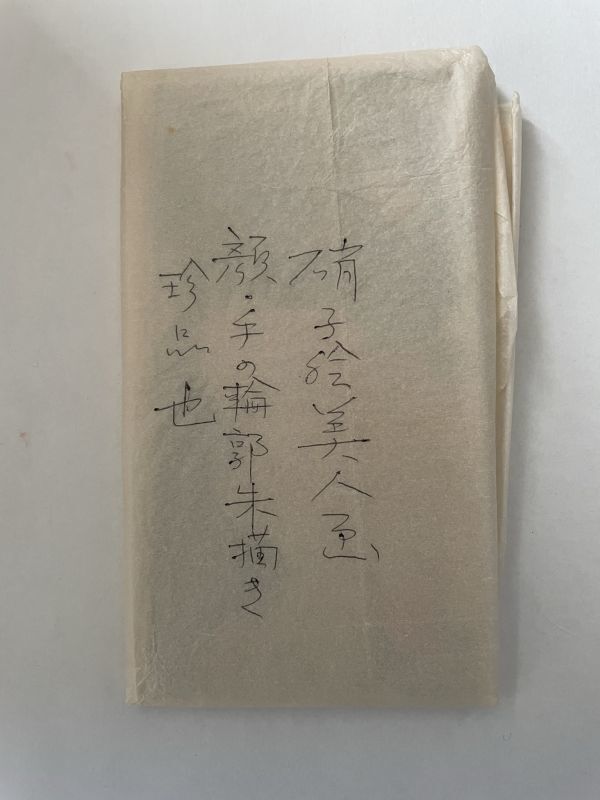 硝子絵美人画
顔・手の輪郭朱描き
珍品也